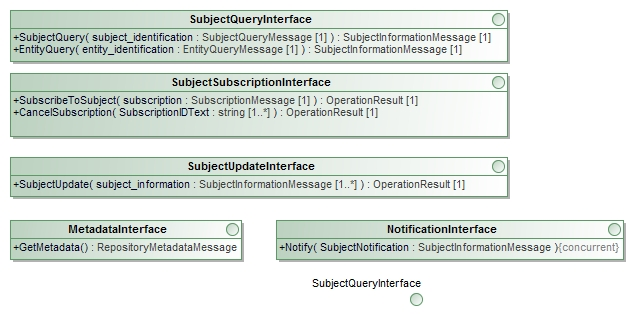 SubjectQueryInterface
+SubjectQuery( subject_identification : SubjectQueryMessage [1] ) : SubjectInformationMessage [1]
+EntityQuery( entity_identification : EntityQueryMessage [1] ) : SubjectInformationMessage [1]
SubjectSubscriptionInterface
+SubscribeToSubject( subscription : SubscriptionMessage [1] ) : OperationResult [1]
+CancelSubscription( SubscriptionIDText : string [1..*] ) : OperationResult [1]
SubjectUpdateInterface
+SubjectUpdate( subject_information : SubjectInformationMessage [1..*] ) : OperationResult [1]
MetadataInterface
+GetMetadata() : RepositoryMetadataMessage
NotificationInterface
+Notify( SubjectNotification : SubjectInformationMessage ){concurrent}
SubjectQueryInterface